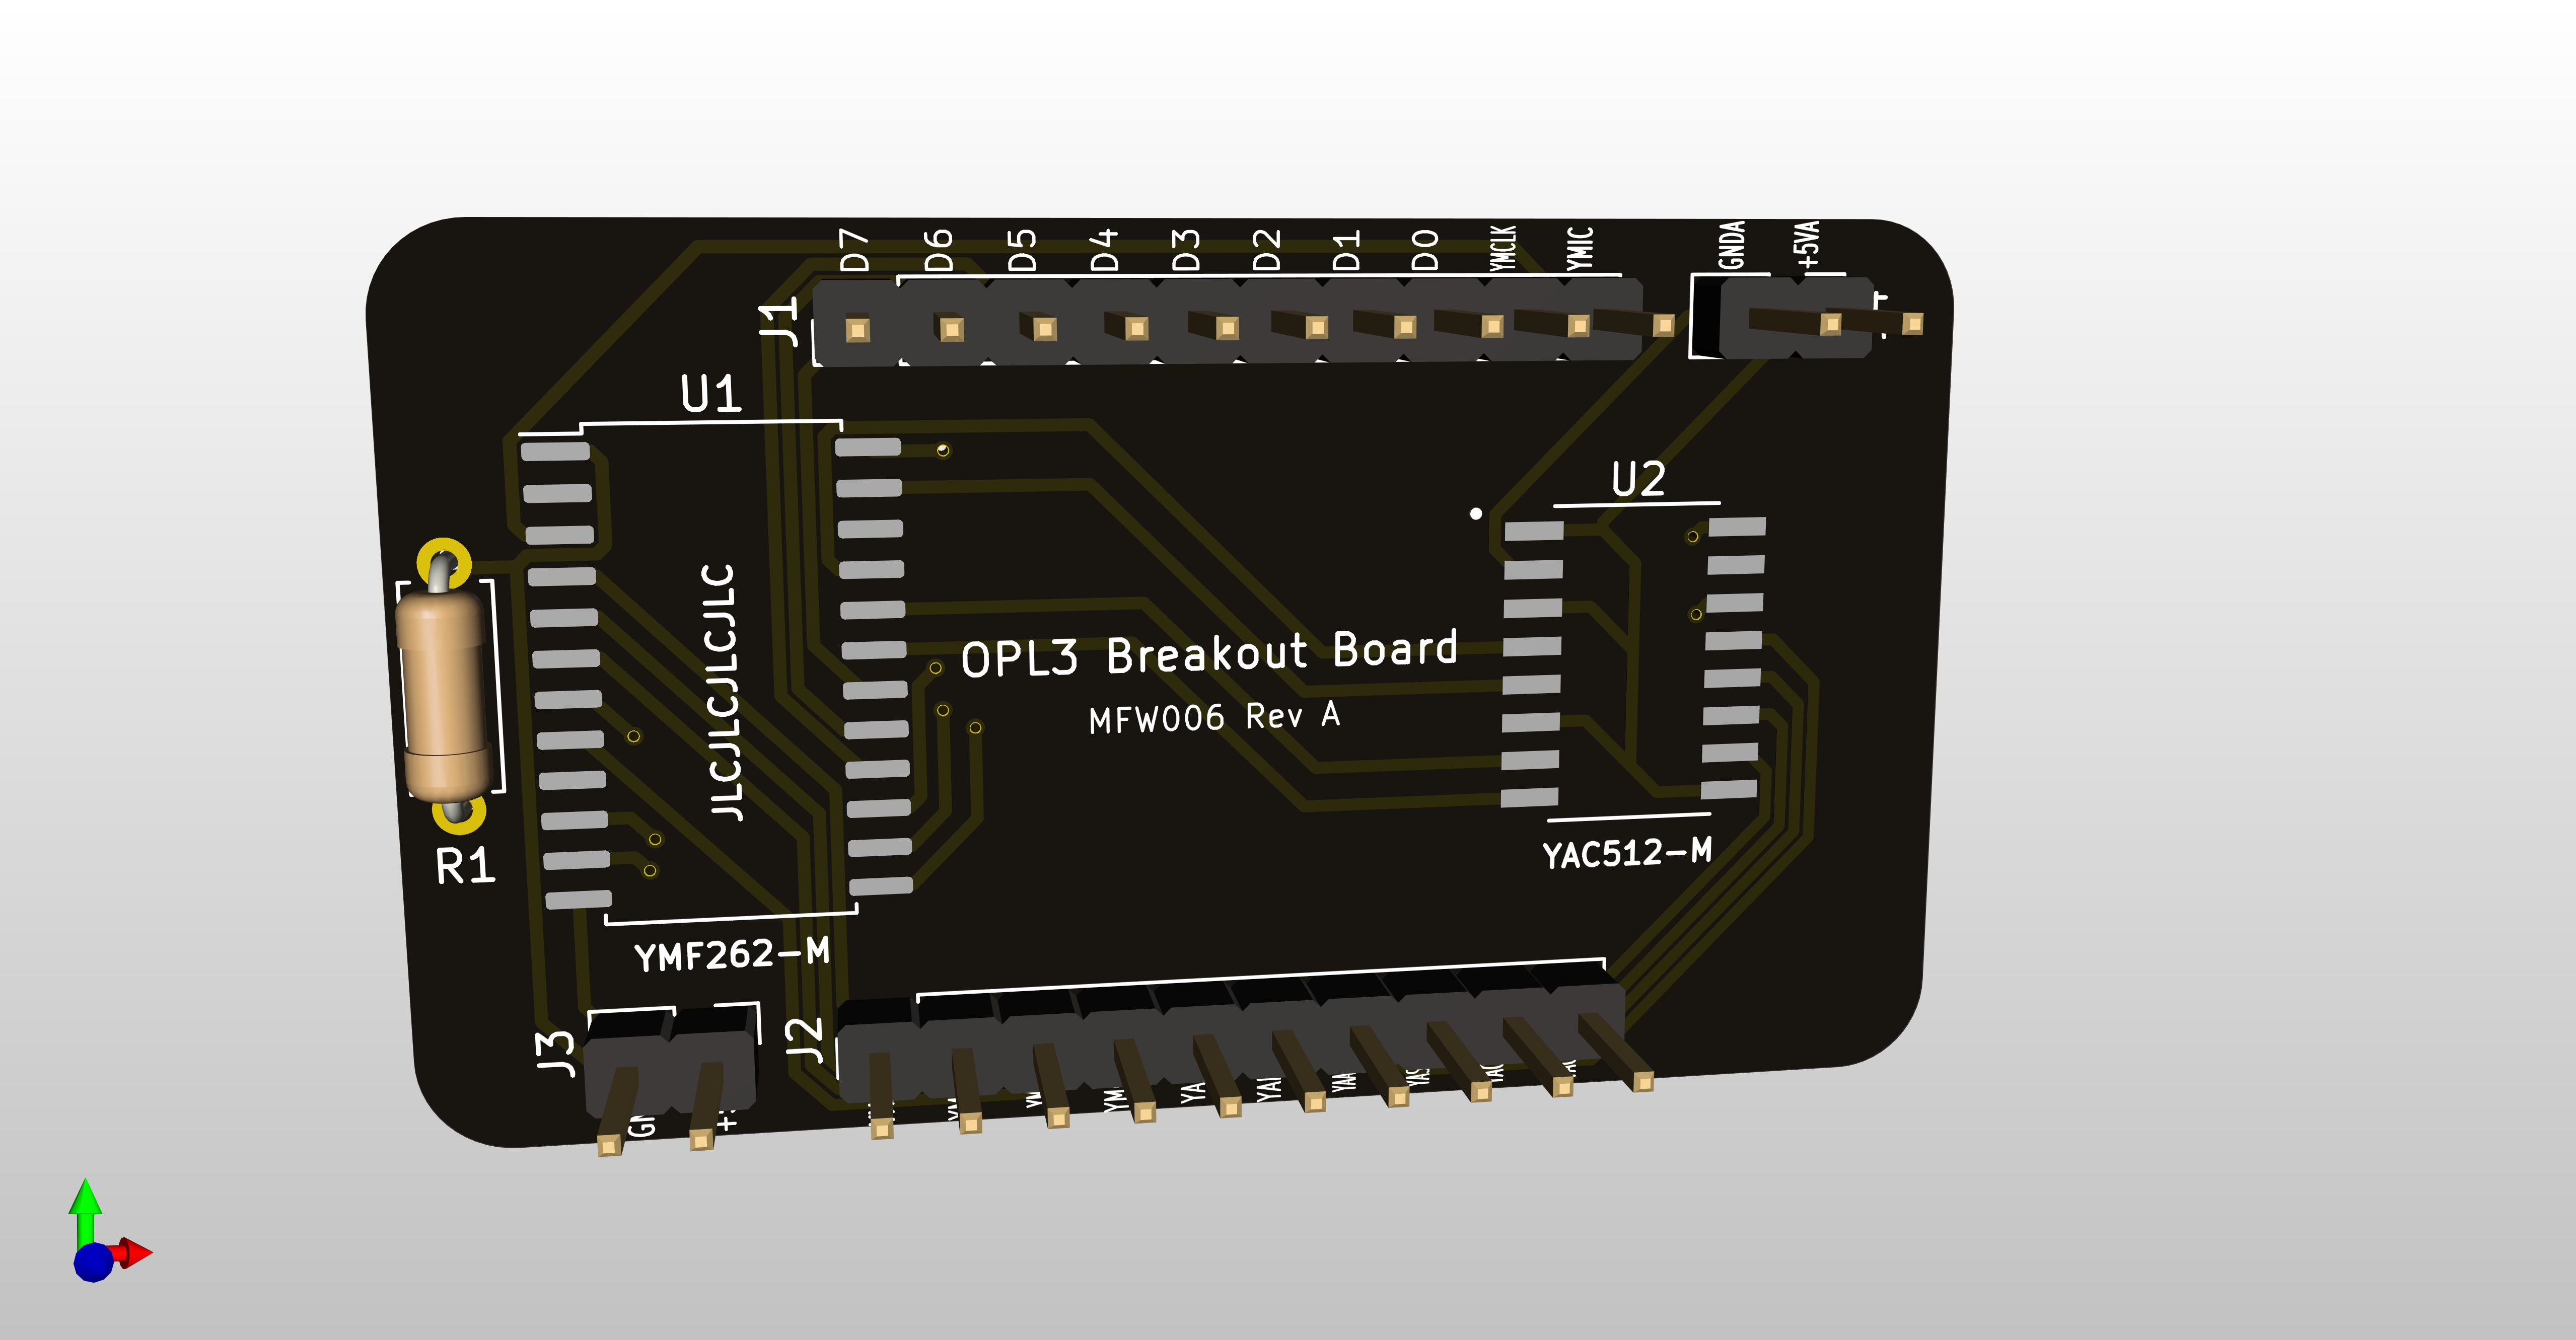 D7
D6
D5
D4
D3
D2
D1
D0
YMCLK
YMIC
GNDA
+5VA
J1
U1
U2
JLCJLCJLCJLC
OPL3 Breakout Board
MFW006 Rev A
YAC512-M
R1
YMF262-M
J3
J2